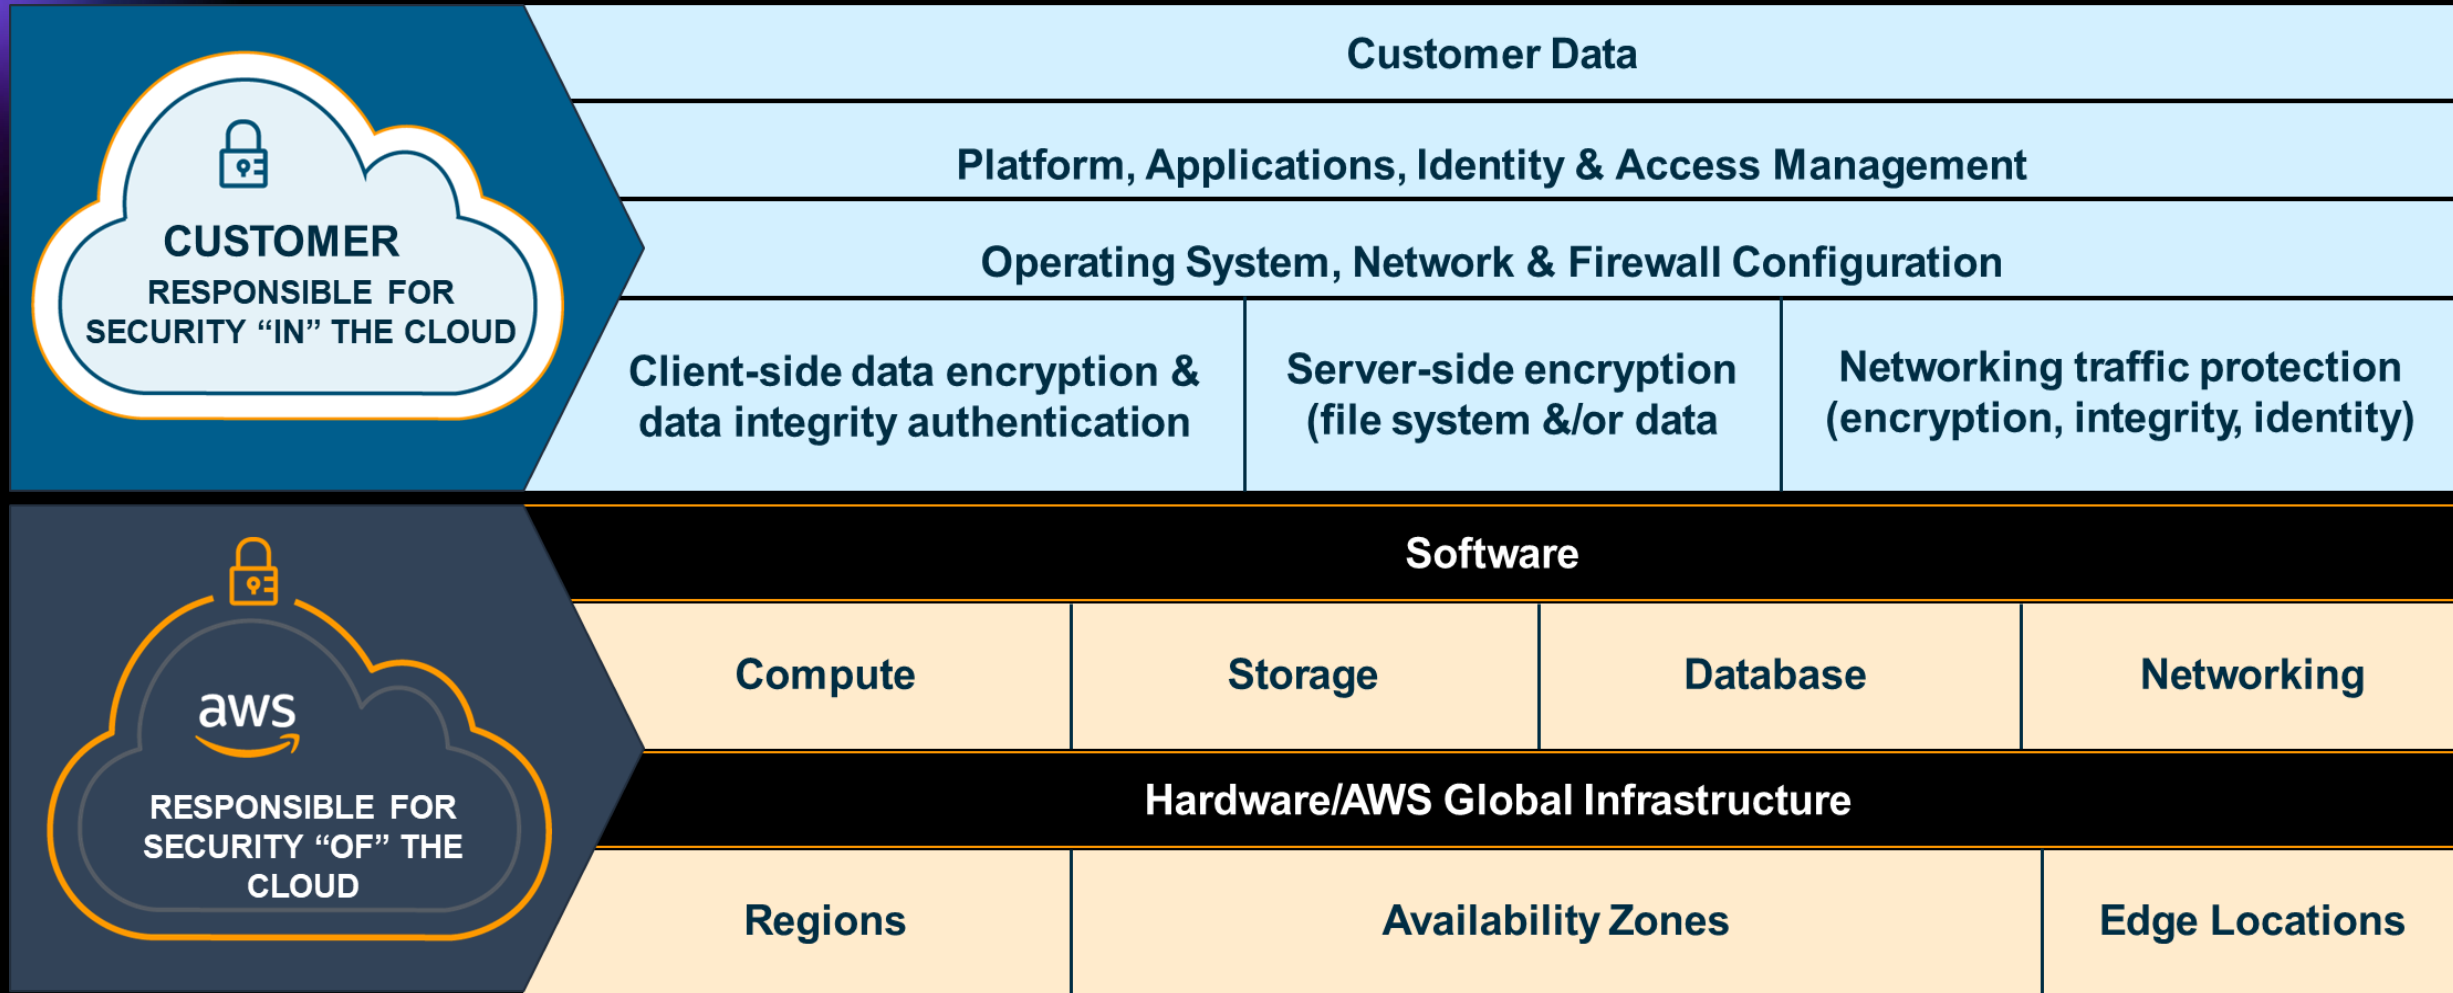 CUSTOMER
RESPONSIBLE FOR
SECURITY “IN” THE CLOUD
Customer Data
Platform, Applications, Identity & Access Management
Operating System, Network & Firewall Configuration
Client-side data encryption &
data integrity authentication
Server-side encryption
(file system &/or data
Networking traffic protection
(encryption, integrity, identity)
aws
RESPONSIBLE FOR
SECURITY “OF” THE
CLOUD
Software
Compute
Storage
Database
Networking
Hardware/AWS Global Infrastructure
Regions
Availability Zones
Edge Locations